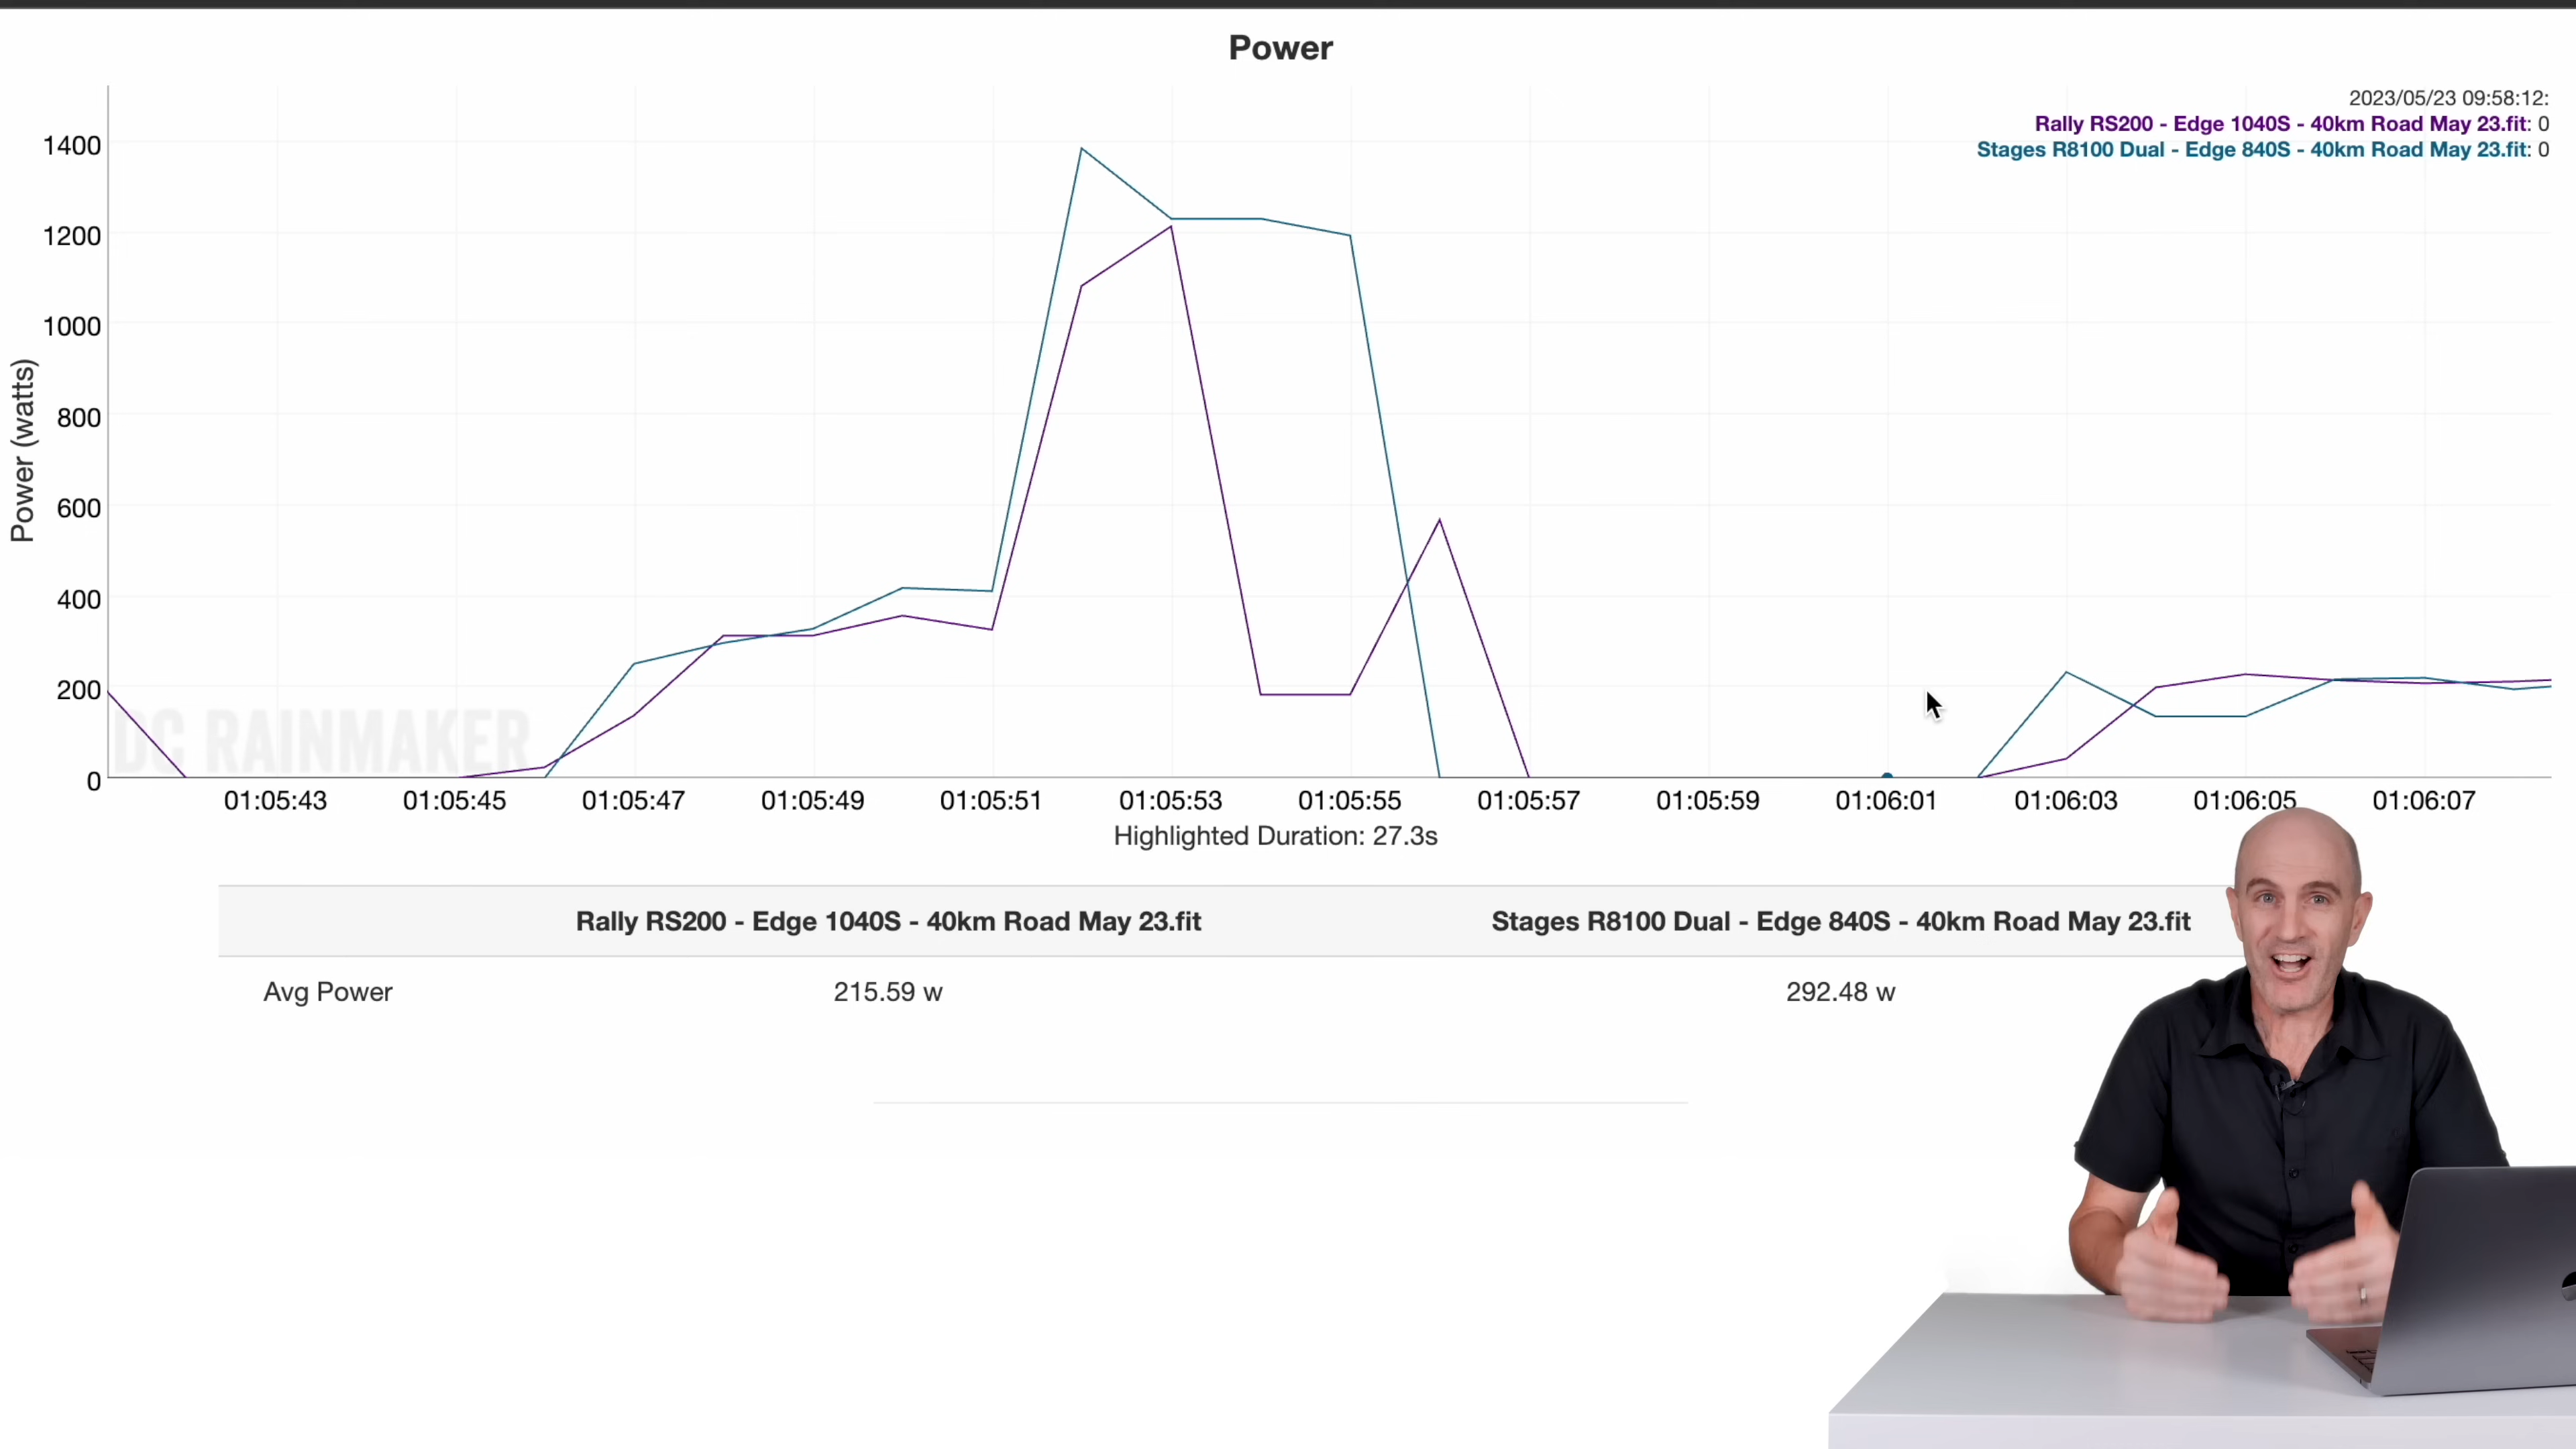 Power
2023/05/23 09:58:12:
Rally RS200 - Edge 1040S - 40km Road May 23.fit: 0
Stages R8100 Dual - Edge 840S - 40km Road May 23.fit: 0
1400
1200
1000
800
600
400
200
0
Power (watts)
DC RAINMAKER
01:05:43 01:05:45 01:05:47 01:05:49 01:05:51 01:05:53 01:05:55 01:05:57 01:05:59 01:06:01 01:06:03 01:06:05 01:06:07
Highlighted Duration: 27.3s
Rally RS200 - Edge 1040S - 40km Road May 23.fit Stages R8100 Dual - Edge 840S - 40km Road May 23.fit
Avg Power 215.59 w 292.48 w